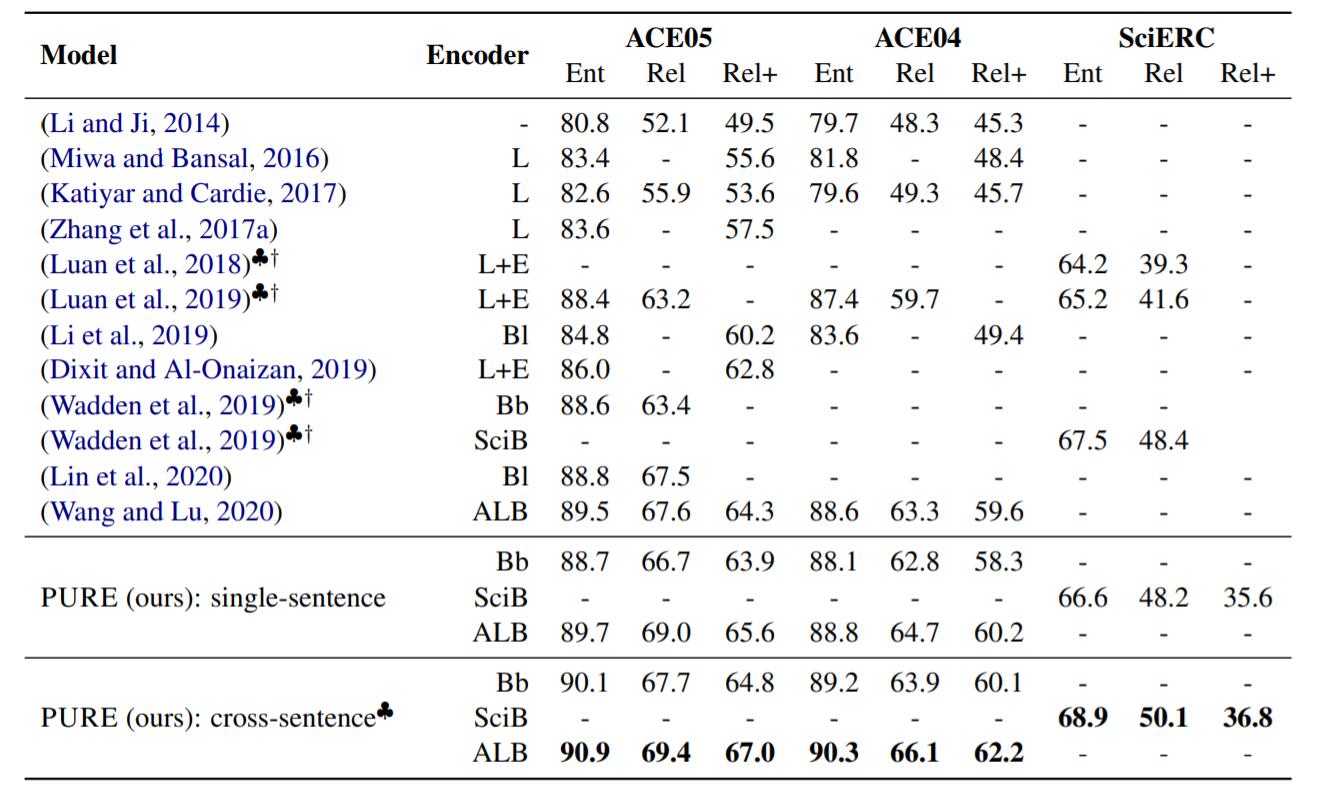 Model Encoder ACE05 ACE04 SciERC
Ent Rel Rel+ Ent Rel Rel+ Ent Rel Rel+
(Li and Ji, 2014) - 80.8 52.1 49.5 79.7 48.3 45.3 - - -
(Miwa and Bansal, 2016) L 83.4 - 55.6 81.8 - 48.4 - - -
(Katiyar and Cardie, 2017) L 82.6 55.9 53.6 79.6 49.3 45.7 - - -
(Zhang et al., 2017a) L 83.6 - 57.5 - - - - - -
(Luan et al., 2018)♣† L+E - - - - - - 64.2 39.3 -
(Luan et al., 2019)♣† L+E 88.4 63.2 - 87.4 59.7 - 65.2 41.6 -
(Li et al., 2019) Bl 84.8 - 60.2 83.6 - 49.4 - - -
(Dixit and Al-Onaizan, 2019) L+E 86.0 - 62.8 - - - - - -
(Wadden et al., 2019)♣† Bb 88.6 63.4 - - - - - -
(Wadden et al., 2019)♣† SciB - - - - - - 67.5 48.4
(Lin et al., 2020) Bl 88.8 67.5 - - - - - - -
(Wang and Lu, 2020) ALB 89.5 67.6 64.3 88.6 63.3 59.6 - - -
Bb 88.7 66.7 63.9 88.1 62.8 58.3 - - -
PURE (ours): single-sentence SciB - - - - - - 66.6 48.2 35.6
ALB 89.7 69.0 65.6 88.8 64.7 60.2 - - -
Bb 90.1 67.7 64.8 89.2 63.9 60.1 - - -
PURE (ours): cross-sentence♣ SciB - - - - - - 68.9 50.1 36.8
ALB 90.9 69.4 67.0 90.3 66.1 62.2 - - -